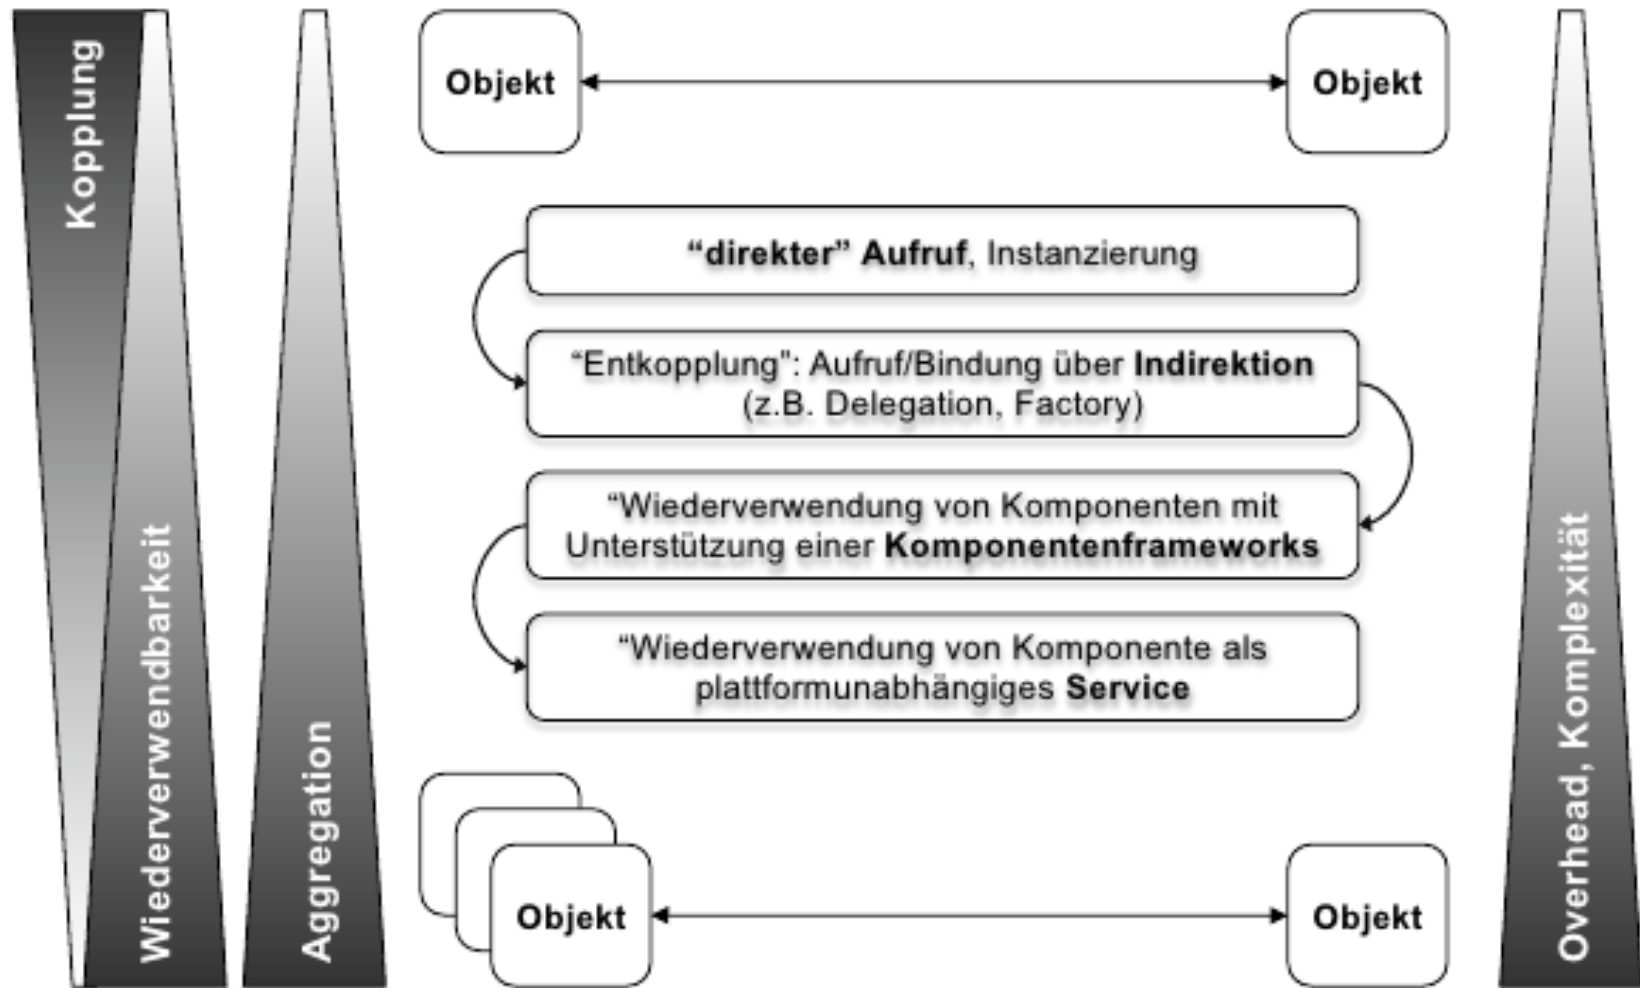 Kopplung
Wiederverwendbarkeit
Aggregation
Objekt
Objekt
“direkter” Aufruf, Instanzierung
“Entkopplung”: Aufruf/Bindung über Indirektion
(z.B. Delegation, Factory)
“Wiederverwendung von Komponenten mit
Unterstützung einer Komponentenframeworks
“Wiederverwendung von Komponente als
plattformunabhängiges Service
Objekt
Objekt
Overhead, Komplexität